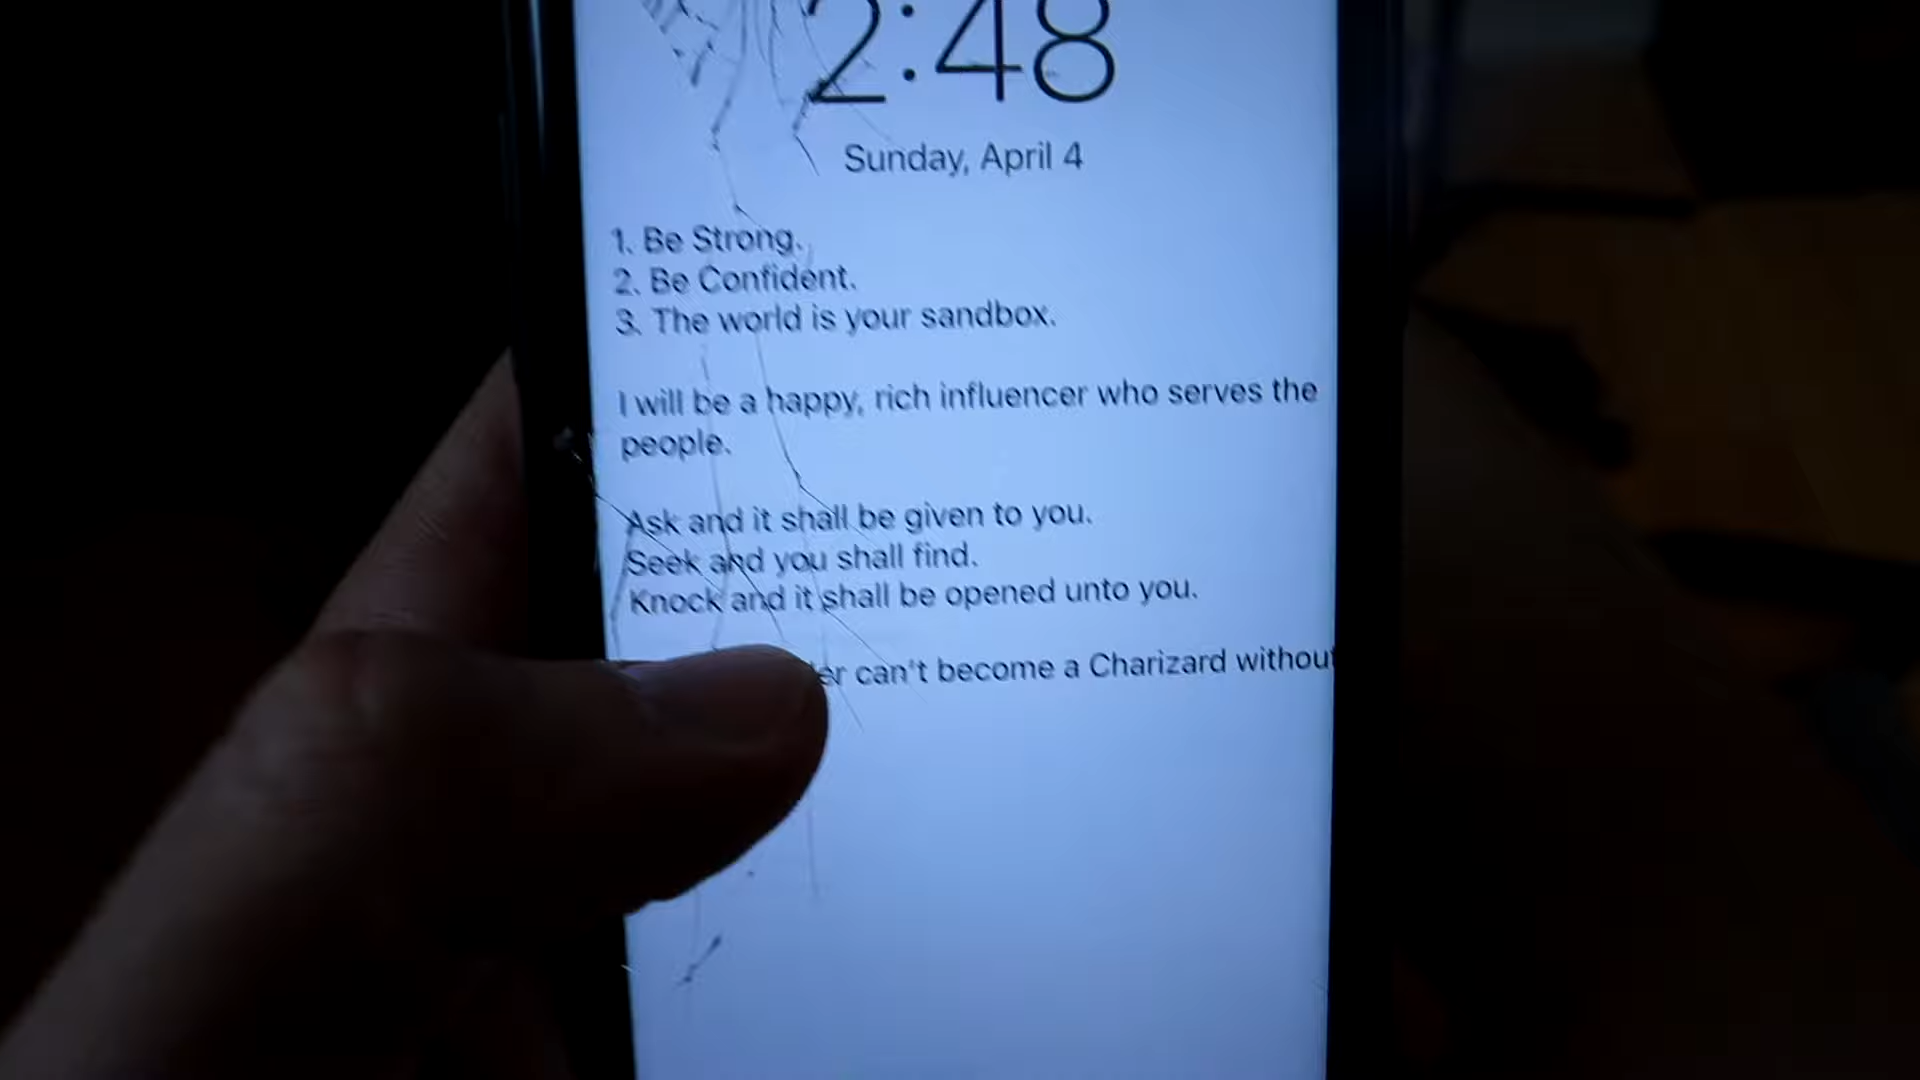 2:48
Sunday, April 4
1. Be Strong.
2. Be Confident.
3. The world is your sandbox.
I will be a happy, rich influencer who serves the
people.
Ask and it shall be given to you.
Seek and you shall find.
Knock and it shall be opened unto you.
can't become a Charizard without